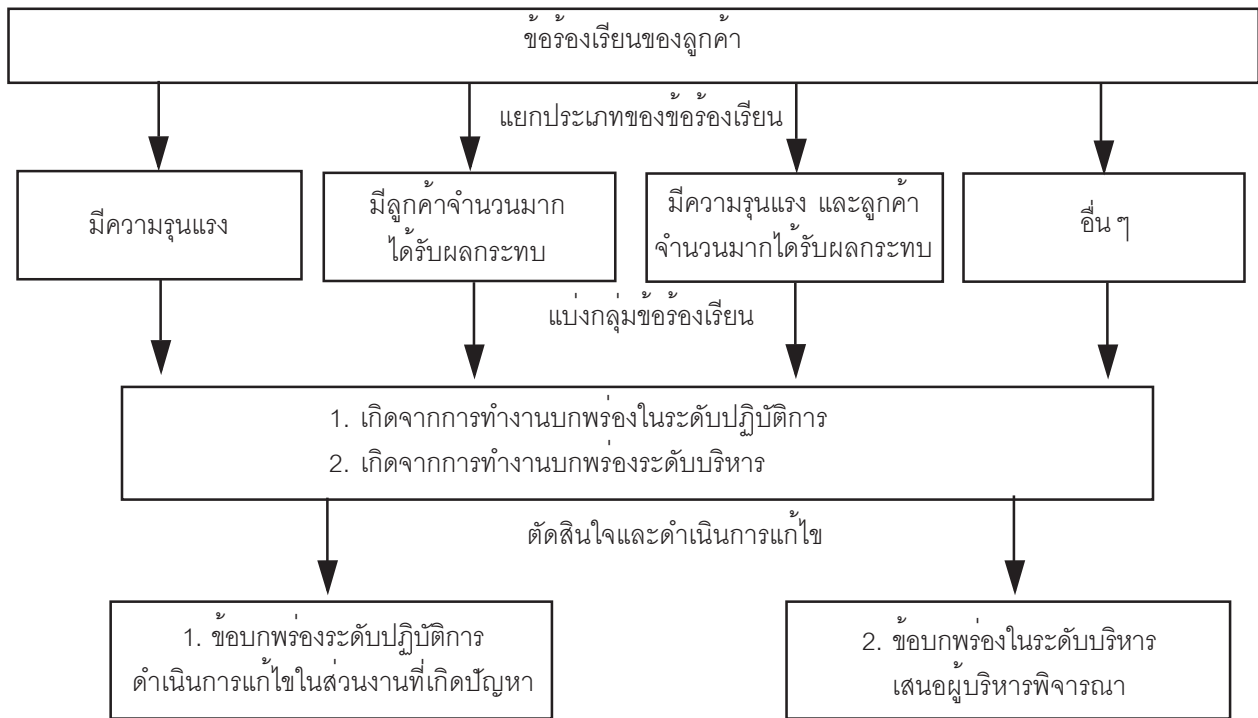 ข้อร้องเรียนของลูกค้า
แยกประเภทของข้อร้องเรียน
มีความรุนแรง
มีลูกค้าจำนวนมาก
ได้รับผลกระทบ
มีความรุนแรง และลูกค้า
จำนวนมากได้รับผลกระทบ
อื่น ๆ
แบ่งกลุ่มข้อร้องเรียน
1. เกิดจากการทำงานบกพร่องในระดับปฏิบัติการ
2. เกิดจากการทำงานบกพร่องระดับบริหาร
ตัดสินใจและดำเนินการแก้ไข
1. ข้อบกพร่องระดับปฏิบัติการ
ดำเนินการแก้ไขในส่วนงานที่เกิดปัญหา
2. ข้อบกพร่องในระดับบริหาร
เสนอผู้บริหารพิจารณา